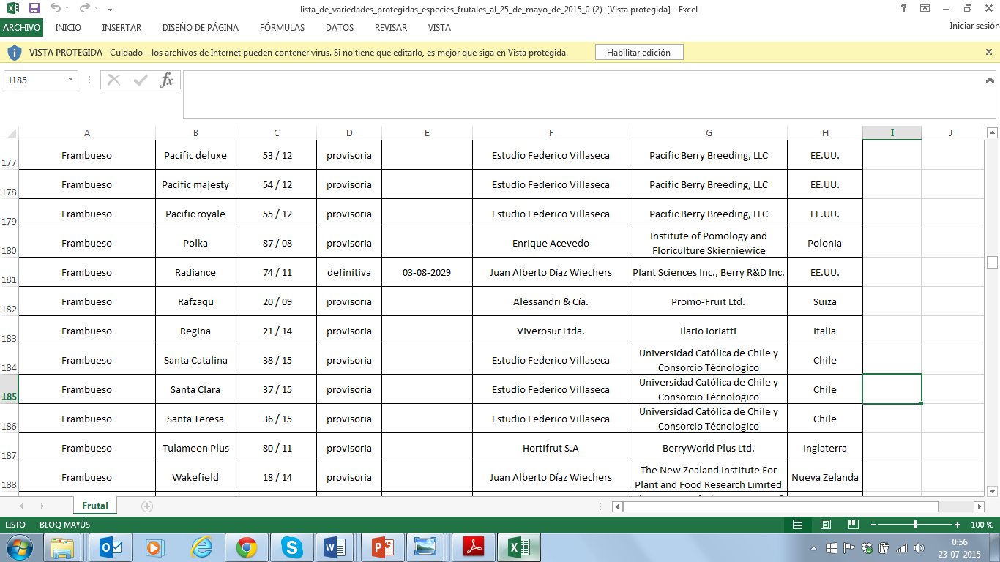 lista_de_variedades_protegidas_especies_frutales_al_25_de_mayo_de_2015_0 (2) [Vista protegida] - Excel
ARCHIVO INICIO INSERTAR DISEÑO DE PÁGINA FÓRMULAS DATOS REVISAR VISTA Iniciar sesión
VISTA PROTEGIDA Cuidado—los archivos de Internet pueden contener virus. Si no tiene que editarlo, es mejor que siga en Vista protegida. Habilitar edición
I185 fx
A B C D E F G H I J
177 Frambueso Pacific deluxe 53 / 12 provisoria Estudio Federico Villaseca Pacific Berry Breeding, LLC EE.UU.
178 Frambueso Pacific majesty 54 / 12 provisoria Estudio Federico Villaseca Pacific Berry Breeding, LLC EE.UU.
179 Frambueso Pacific royale 55 / 12 provisoria Estudio Federico Villaseca Pacific Berry Breeding, LLC EE.UU.
180 Frambueso Polka 87 / 08 provisoria Enrique Acevedo Institute of Pomology and
Floriculture Skierniewice Polonia
181 Frambueso Radiance 74 / 11 definitiva 03-08-2029 Juan Alberto Díaz Wiechers Plant Sciences Inc., Berry R&D Inc. EE.UU.
182 Frambueso Rafzaqu 20 / 09 provisoria Alessandri & Cía. Promo-Fruit Ltd. Suiza
183 Frambueso Regina 21 / 14 provisoria Viverosur Ltda. Ilario Ioriatti Italia
184 Frambueso Santa Catalina 38 / 15 provisoria Estudio Federico Villaseca Universidad Católica de Chile y
Consorcio Técnologico Chile
185 Frambueso Santa Clara 37 / 15 provisoria Estudio Federico Villaseca Universidad Católica de Chile y
Consorcio Técnologico Chile
186 Frambueso Santa Teresa 36 / 15 provisoria Estudio Federico Villaseca Universidad Católica de Chile y
Consorcio Técnologico Chile
187 Frambueso Tulameen Plus 80 / 11 provisoria Hortifrut S.A BerryWorld Plus Ltd. Inglaterra
188 Frambueso Wakefield 18 / 14 provisoria Juan Alberto Díaz Wiechers The New Zealand Institute For
Plant and Food Research Limited Nueva Zelanda
Frutal
LISTO BLOQ MAYÚS 100 %
0:56
23-07-2015